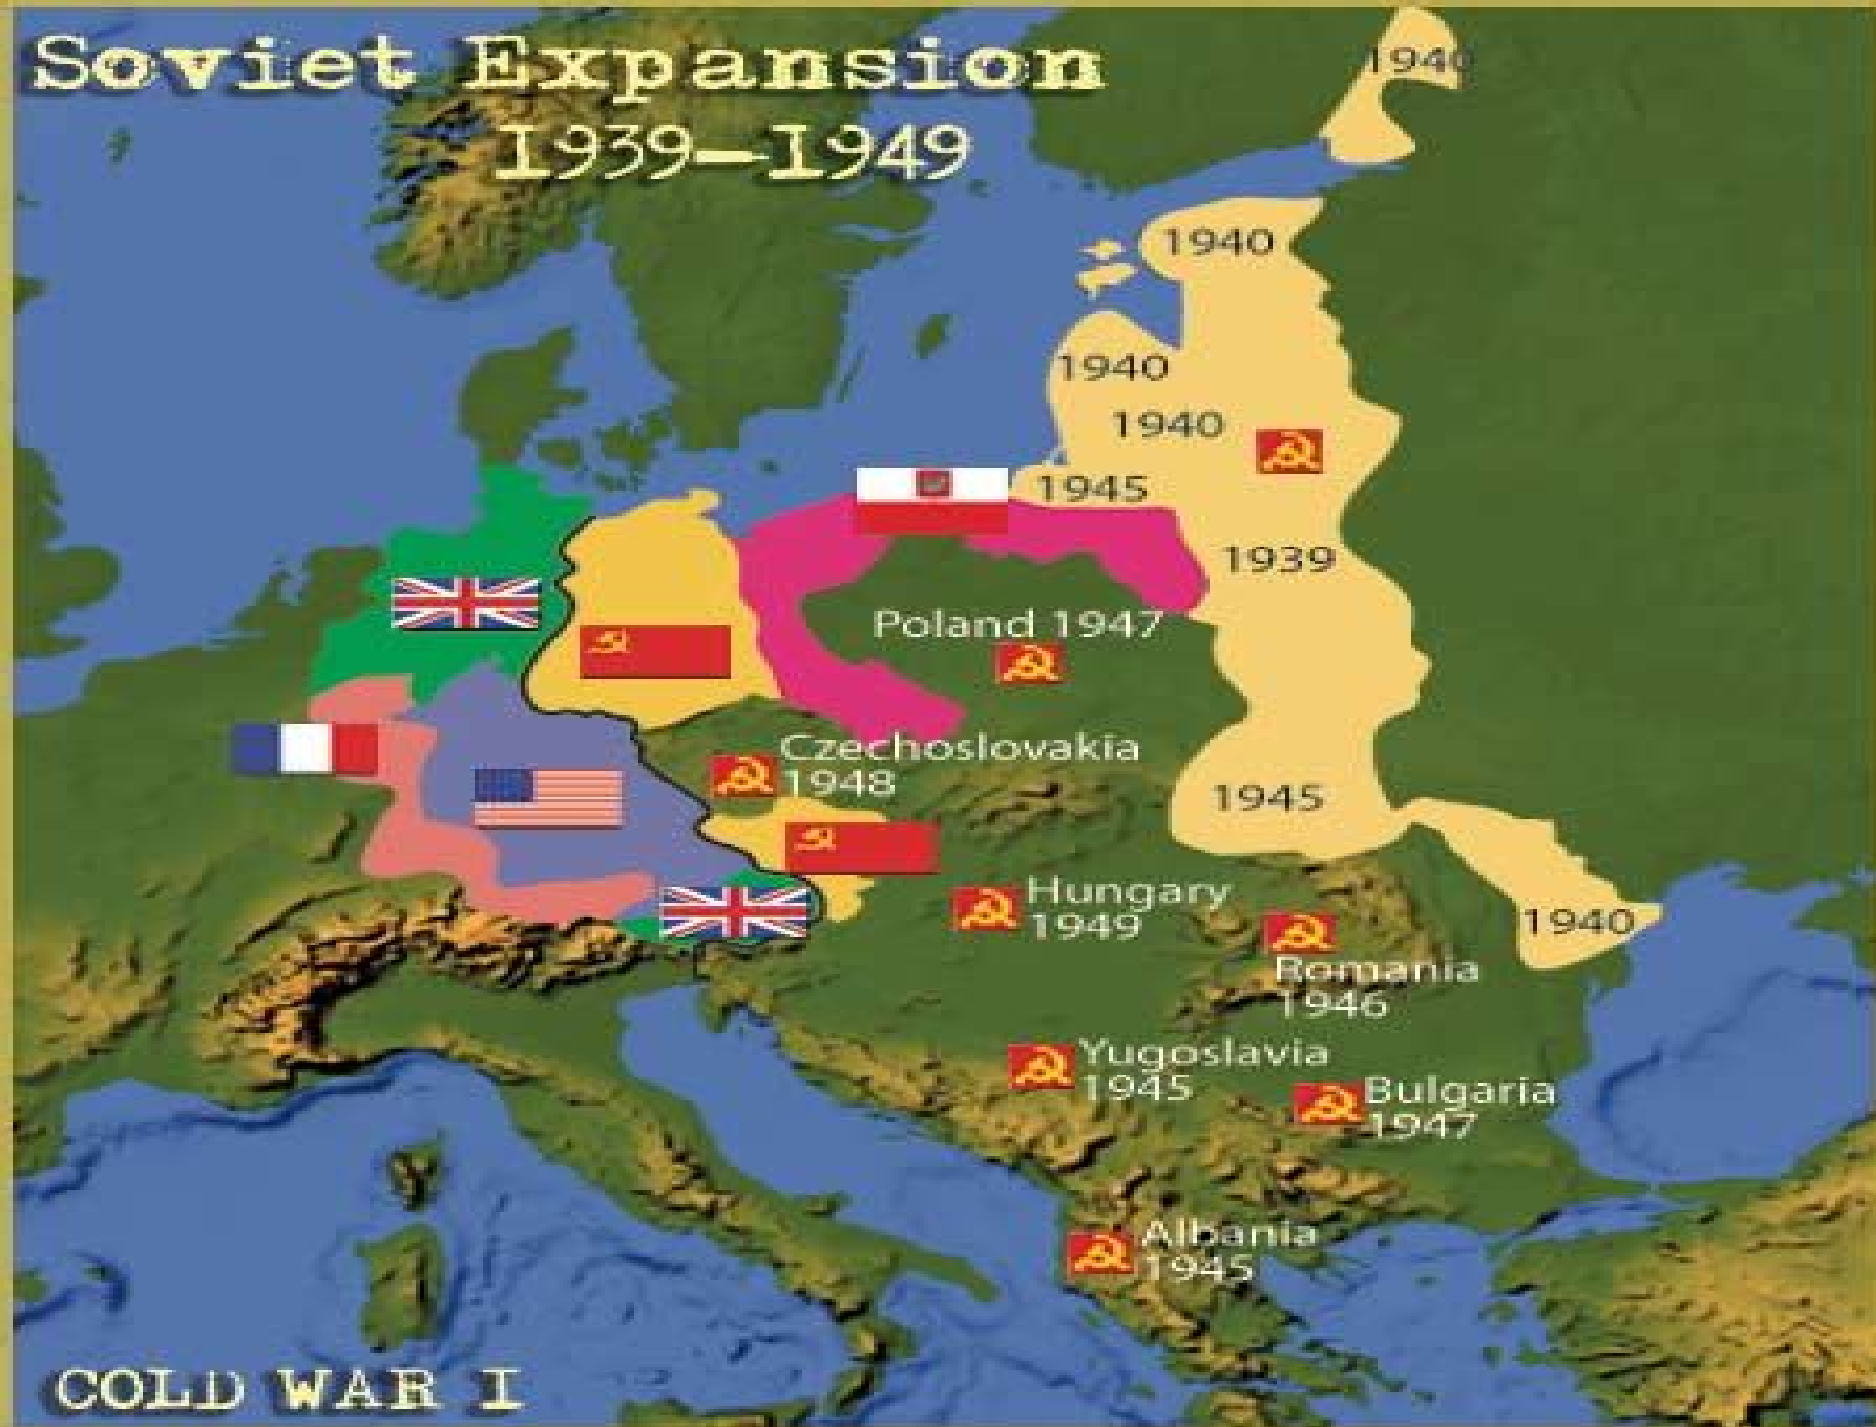 Soviet Expansion
1939–1949
1940
1940
1940
1940
1945
1939
Poland 1947
Czechoslovakia
1948
1945
Hungary
1949
1940
Romania
1946
Yugoslavia
1945
Bulgaria
1947
Albania
1945
COLD WAR I